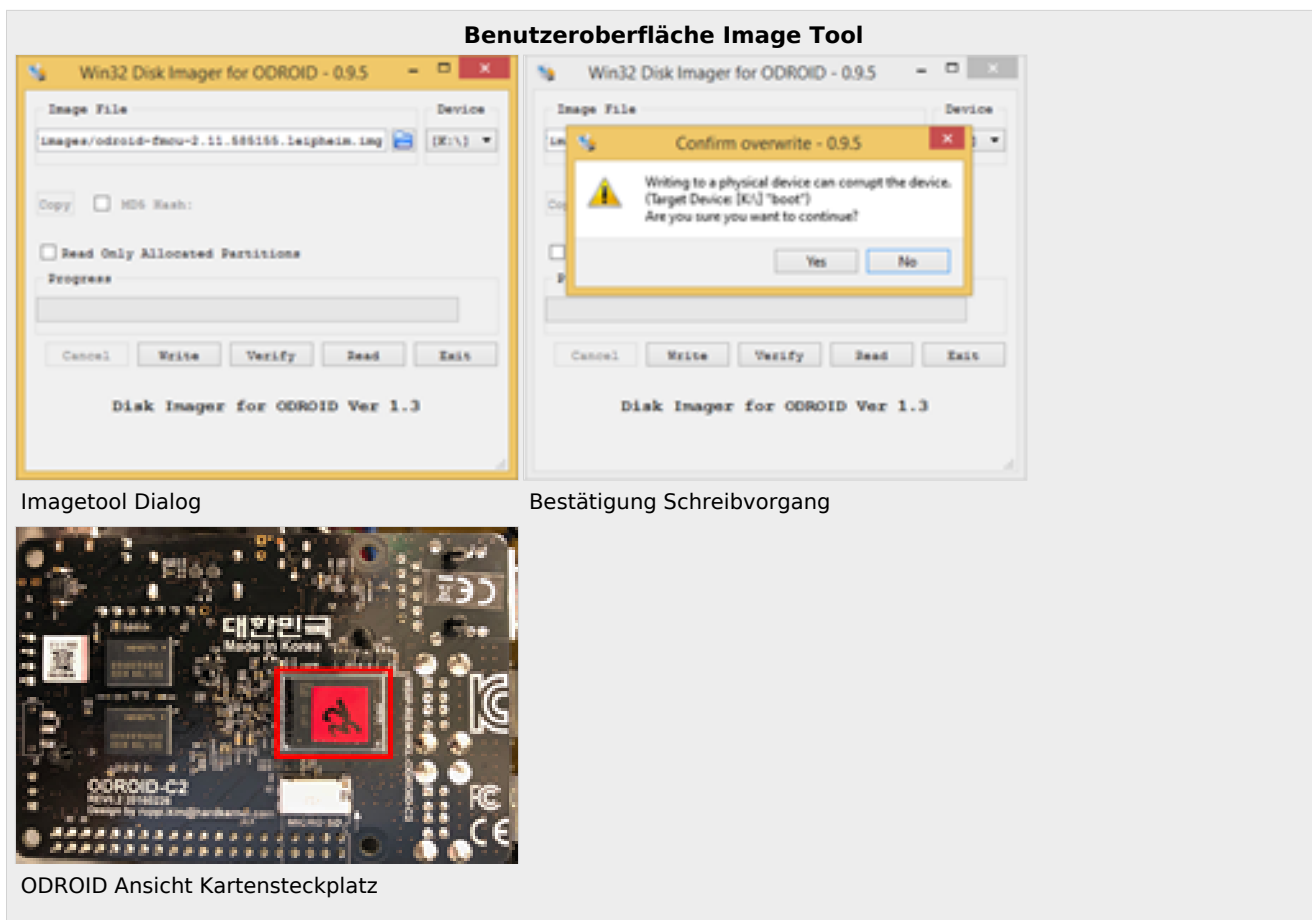 Benutzeroberfläche Image Tool
Win32 Disk Imager for ODROID - 0.9.5
Image File
Device
images/odroid-fmcu-2.11.585155.leipheim.img
[K:\]
Copy
MD5 Hash:
Read Only Allocated Partitions
Progress
Cancel
Write
Verify
Read
Exit
Disk Imager for ODROID Ver 1.3
Imagetool Dialog
Win32 Disk Imager for ODROID - 0.9.5
Image File
Device
Confirm overwrite - 0.9.5
Writing to a physical device can corrupt the device.
(Target Device: [K:\] "boot")
Are you sure you want to continue?
Yes
No
Cancel
Write
Verify
Read
Exit
Disk Imager for ODROID Ver 1.3
Bestätigung Schreibvorgang
대한민국
Made in Korea
ODROID-C2
MICRO SD
CE
FC
CE
ODROID Ansicht Kartensteckplatz